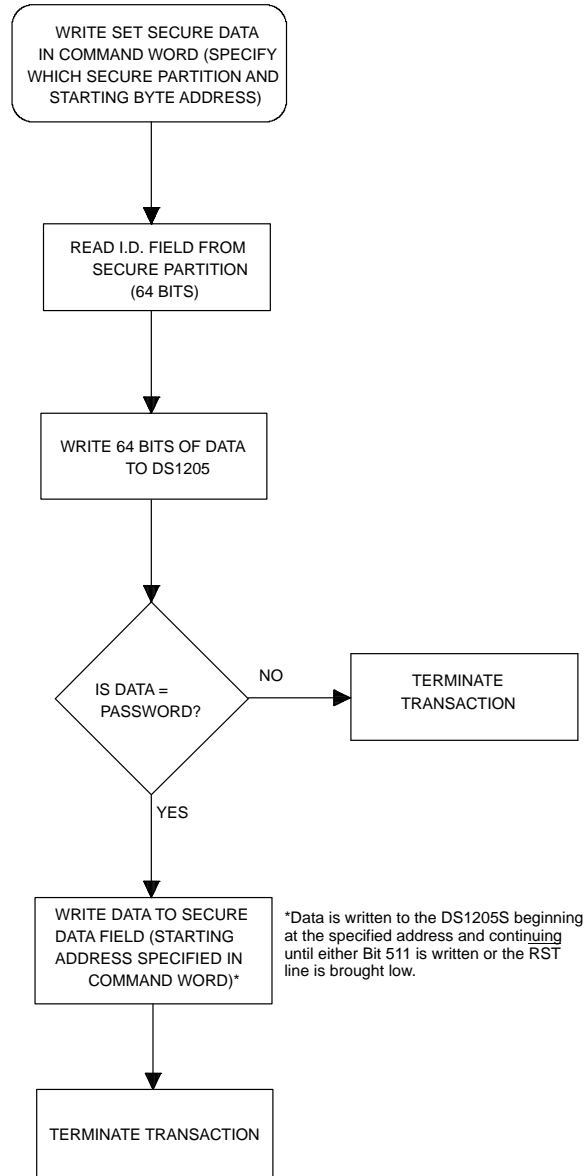 WRITE SET SECURE DATA
IN COMMAND WORD (SPECIFY
WHICH SECURE PARTITION AND
STARTING BYTE ADDRESS)
READ I.D. FIELD FROM
SECURE PARTITION
(64 BITS)
WRITE 64 BITS OF DATA
TO DS1205
IS DATA =
PASSWORD?
NO
TERMINATE
TRANSACTION
YES
WRITE DATA TO SECURE
DATA FIELD (STARTING
ADDRESS SPECIFIED IN
COMMAND WORD)*
*Data is written to the DS1205S beginning
at the specified address and continuing
until either Bit 511 is written or the RST
line is brought low.
TERMINATE TRANSACTION